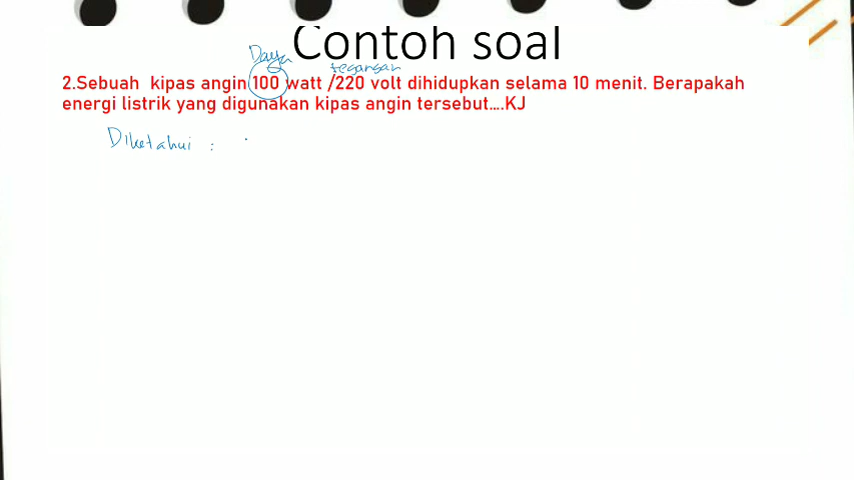 Contoh soal
Daya
tegangan
2.Sebuah kipas angin 100 watt /220 volt dihidupkan selama 10 menit. Berapakah
energi listrik yang digunakan kipas angin tersebut....KJ
Diketahui :